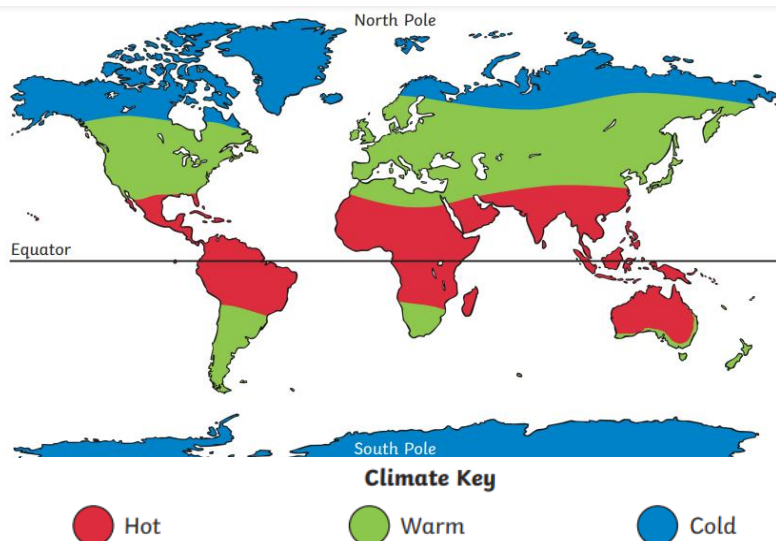 North Pole
Equator
South Pole
Climate Key
Hot Warm Cold